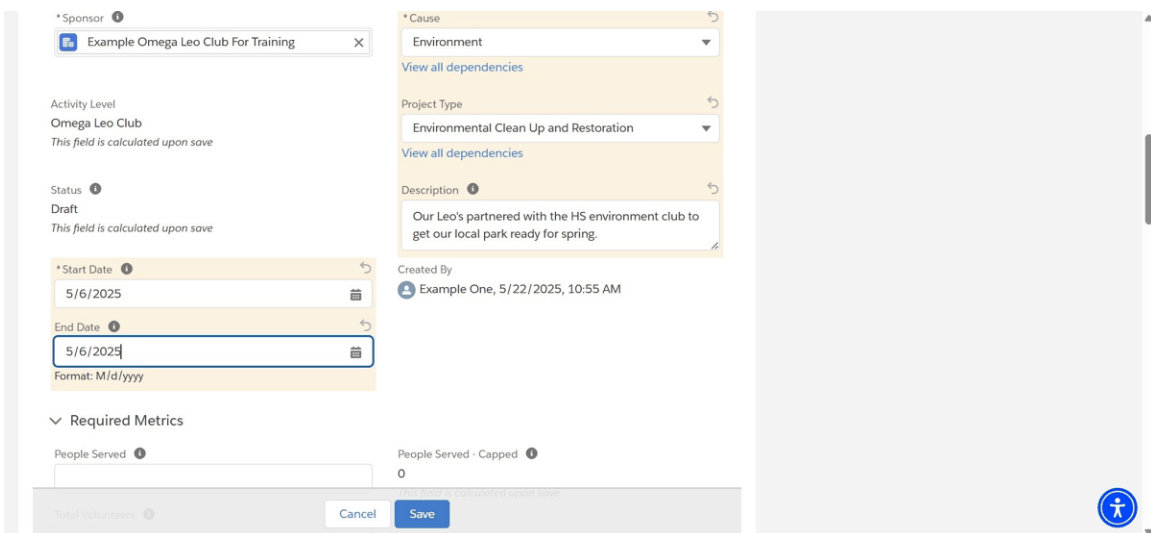 * Sponsor
Example Omega Leo Club For Training
Activity Level
Omega Leo Club
This field is calculated upon save
Status
Draft
This field is calculated upon save
* Start Date
5/6/2025
End Date
5/6/2025
Format: M/d/yyyy
* Cause
Environment
View all dependencies
Project Type
Environmental Clean Up and Restoration
View all dependencies
Description
Our Leo's partnered with the HS environment club to
get our local park ready for spring.
Created By
Example One, 5/22/2025, 10:55 AM
Required Metrics
People Served
People Served - Capped
0
This field is calculated upon save
Total Volunteers
Cancel
Save